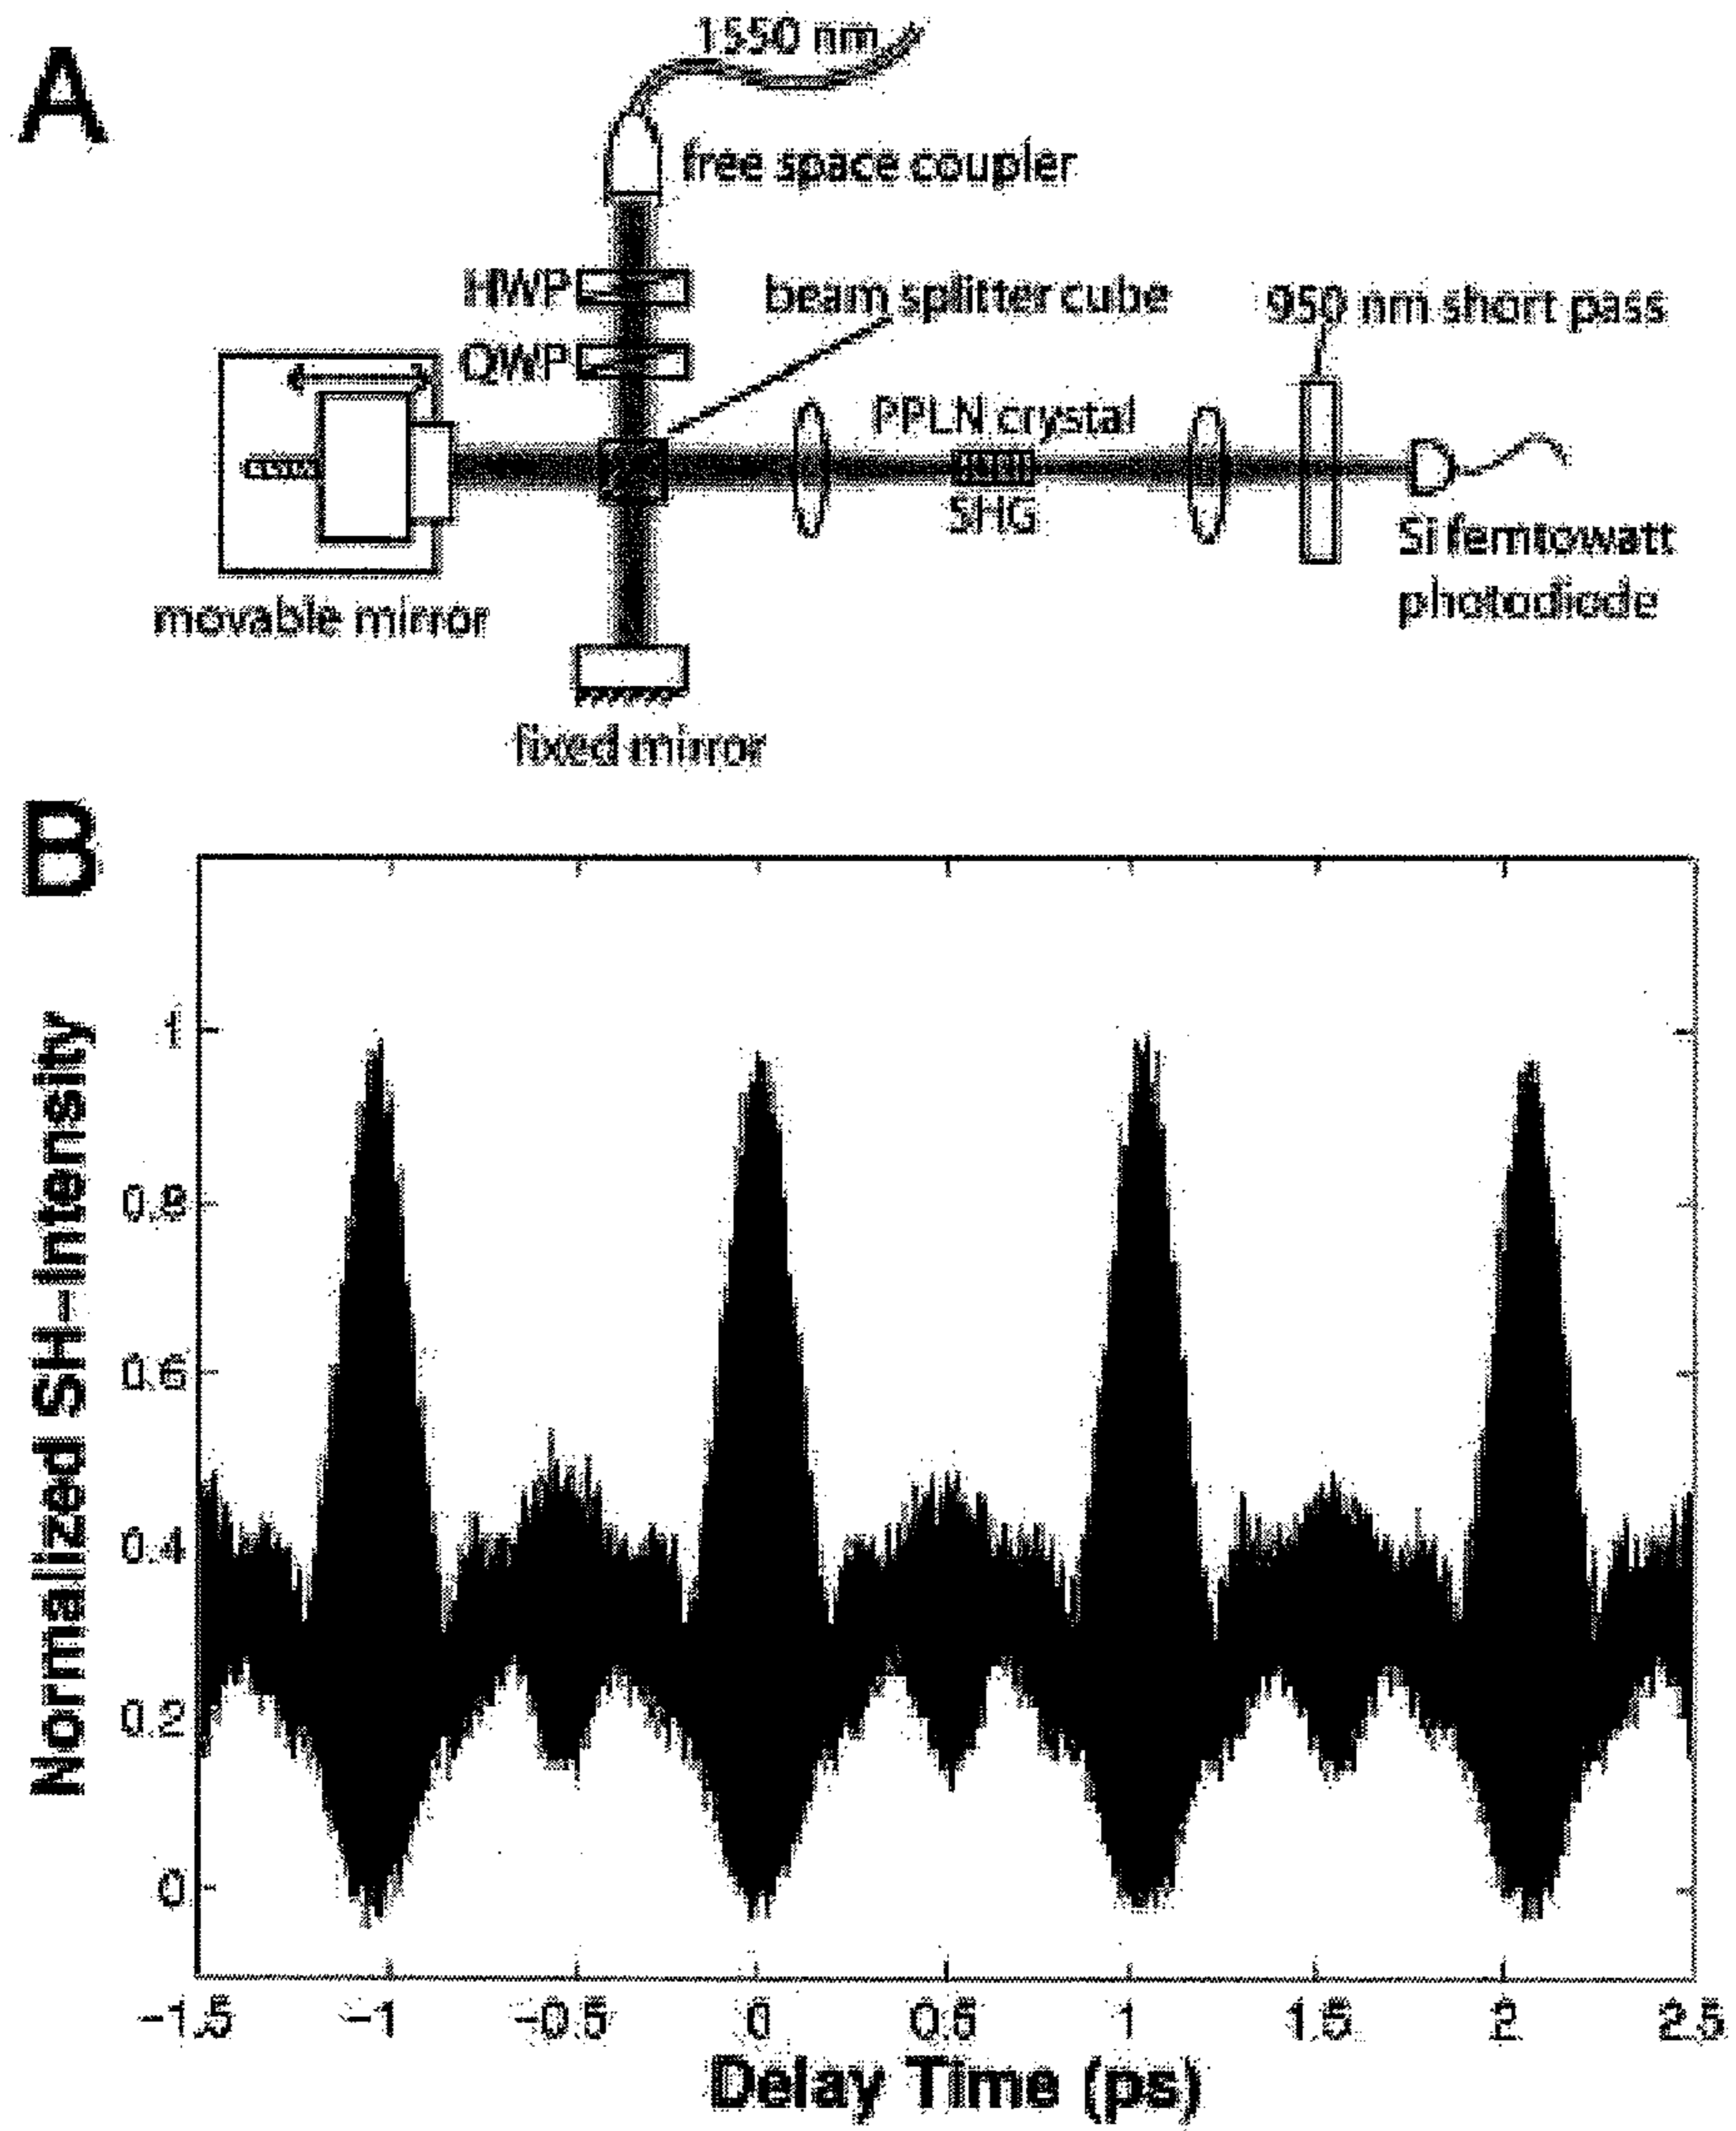 A
1550 nm
free space coupler
HWP
beam splitter cube
950 nm short pass
QWP
PPLN crystal
SHG
Si femtowatt
photodiode
movable mirror
fixed mirror
B
Normalized SH-Intensity
1
0.8
0.6
0.4
0.2
0
-1.5 -1 -0.5 0 0.5 1 1.5 2 2.5
Delay Time (ps)